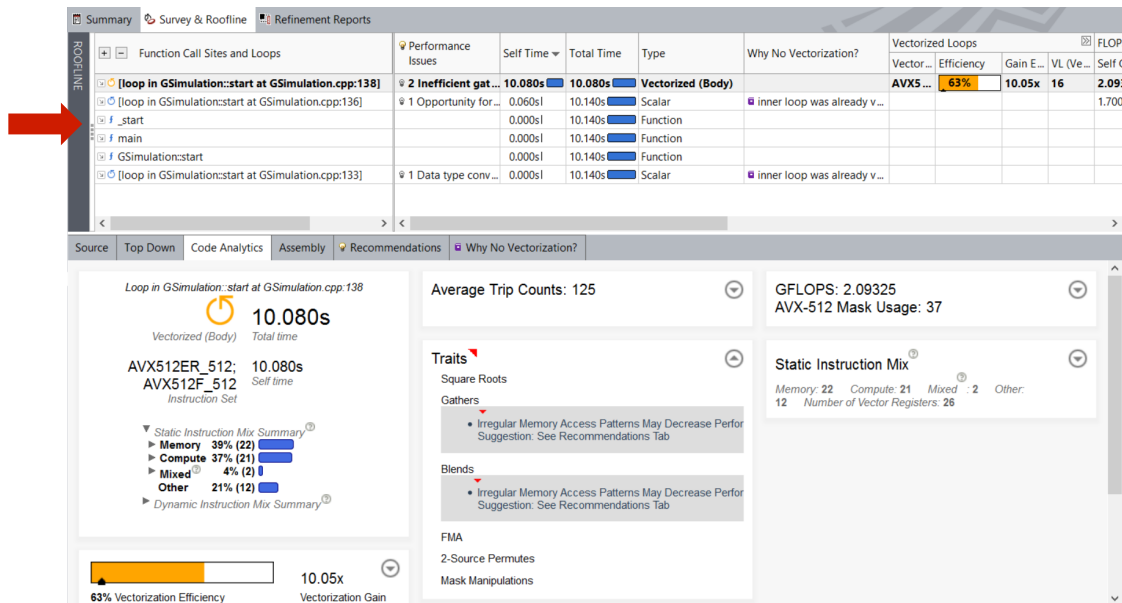 Summary Survey & Roofline Refinement Reports
ROOFLINE
+ - Function Call Sites and Loops Performance Issues Self Time Total Time Type Why No Vectorization? Vectorized Loops FLOP
Vector... Efficiency Gain E... VL (Ve... Self G
[loop in GSimulation::start at GSimulation.cpp:138] 2 Inefficient gat... 10.080s 10.080s Vectorized (Body) AVX5... 63% 10.05x 16 2.093
[loop in GSimulation::start at GSimulation.cpp:136] 1 Opportunity for... 0.060s 10.140s Scalar inner loop was already v... 1.700
f _start 0.000s 10.140s Function
f main 0.000s 10.140s Function
f GSimulation::start 0.000s 10.140s Function
[loop in GSimulation::start at GSimulation.cpp:133] 1 Data type conv... 0.000s 10.140s Scalar inner loop was already v...
Source Top Down Code Analytics Assembly Recommendations Why No Vectorization?
Loop in GSimulation::start at GSimulation.cpp:138
10.080s
Vectorized (Body) Total time
AVX512ER_512; 10.080s
AVX512F_512 Self time
Instruction Set
Static Instruction Mix Summary
Memory 39% (22)
Compute 37% (21)
Mixed 4% (2)
Other 21% (12)
Dynamic Instruction Mix Summary
10.05x
63% Vectorization Efficiency Vectorization Gain
Average Trip Counts: 125
Traits
Square Roots
Gathers
• Irregular Memory Access Patterns May Decrease Perfor
Suggestion: See Recommendations Tab
Blends
• Irregular Memory Access Patterns May Decrease Perfor
Suggestion: See Recommendations Tab
FMA
2-Source Permutes
Mask Manipulations
GFLOPS: 2.09325
AVX-512 Mask Usage: 37
Static Instruction Mix
Memory: 22 Compute: 21 Mixed : 2 Other:
12 Number of Vector Registers: 26